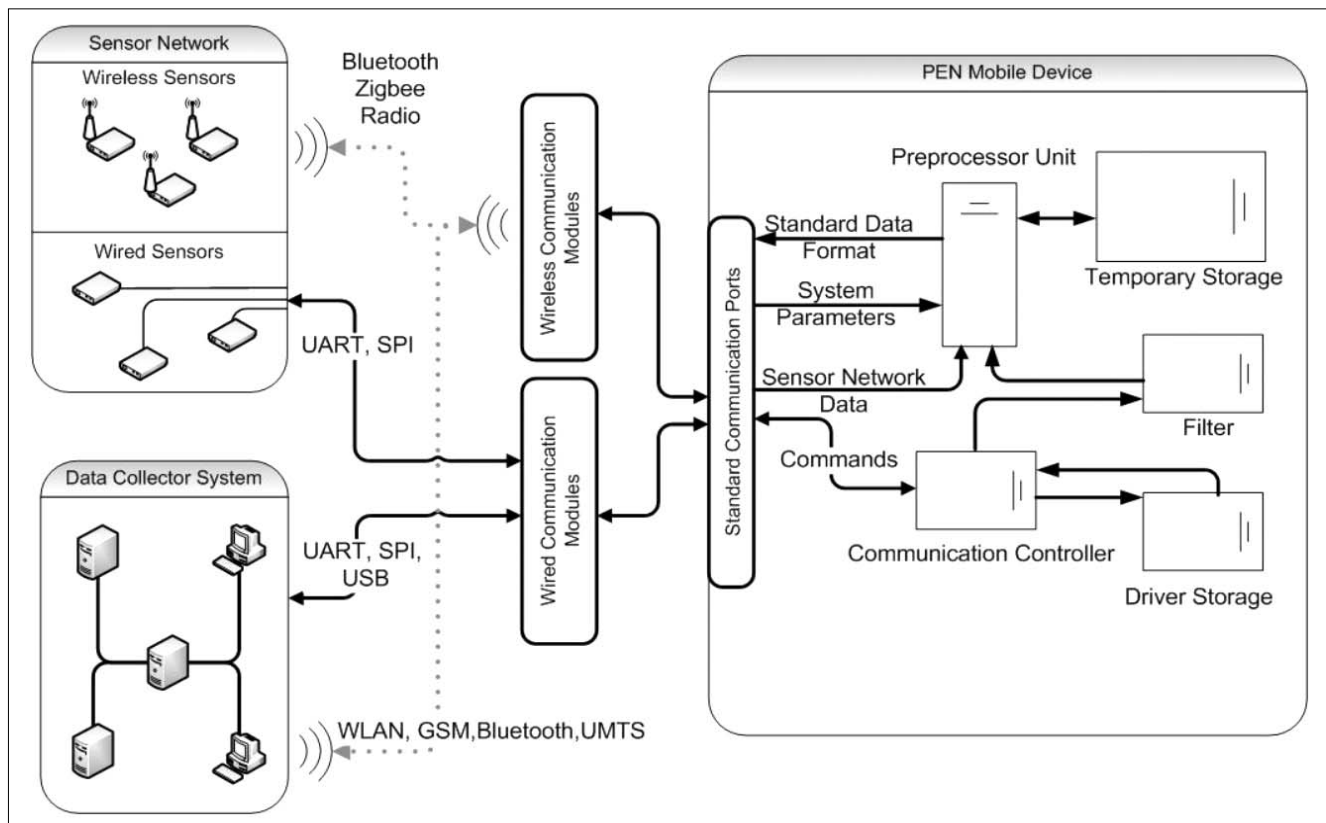 Sensor Network
Wireless Sensors
Wired Sensors
Bluetooth
Zigbee
Radio
UART, SPI
Data Collector System
UART, SPI,
USB
WLAN, GSM,Bluetooth,UMTS
Wireless Communication
Modules
Wired Communication
Modules
PEN Mobile Device
Standard Communication Ports
Preprocessor Unit
Temporary Storage
Standard Data
Format
System
Parameters
Sensor Network
Data
Filter
Commands
Communication Controller
Driver Storage